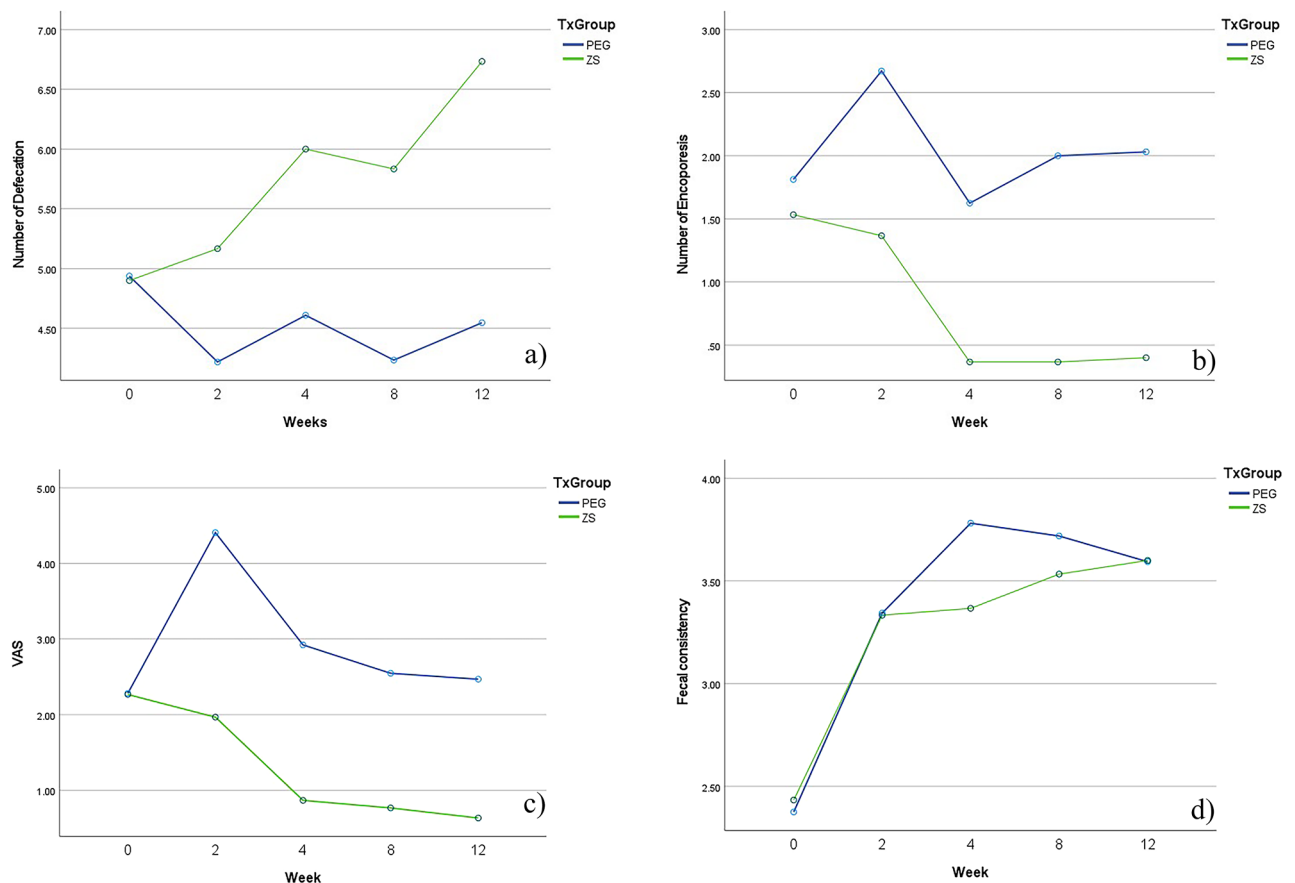 TxGroup
PEG
ZS
Number of Defecation
7.00
6.50
6.00
5.50
5.00
4.50
0 2 4 8 12
Weeks
a)
TxGroup
PEG
ZS
Number of Encoporesis
3.00
2.50
2.00
1.50
1.00
.50
0 2 4 8 12
Week
b)
TxGroup
PEG
ZS
VAS
5.00
4.00
3.00
2.00
1.00
0 2 4 8 12
Week
c)
TxGroup
PEG
ZS
Fecal consistency
4.00
3.50
3.00
2.50
0 2 4 8 12
Week
d)